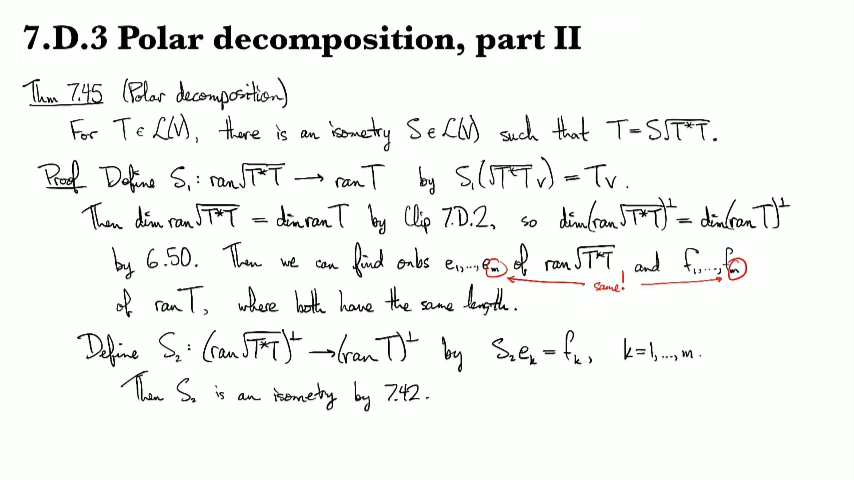 7.D.3 Polar decomposition, part II
Thm 7.45 (Polar decomposition)
For T ∈ L(V), there is an isometry S ∈ L(V) such that T = S√T*T.
Proof Define S₁ : ran√T*T → ran T by S₁(√T*T v) = Tv.
Then dim ran√T*T = dim ran T by Clip 7.D.2, so dim(ran√T*T)^⊥ = dim(ran T)^⊥
by 6.50. Then we can find onbs e₁,...,eₘ of ran√T*T and f₁,...,fₘ
same!
of ran T, where both have the same length.
Define S₂ : (ran√T*T)^⊥ → (ran T)^⊥ by S₂eₖ = fₖ, k = 1,...,m.
Then S₂ is an isometry by 7.42.